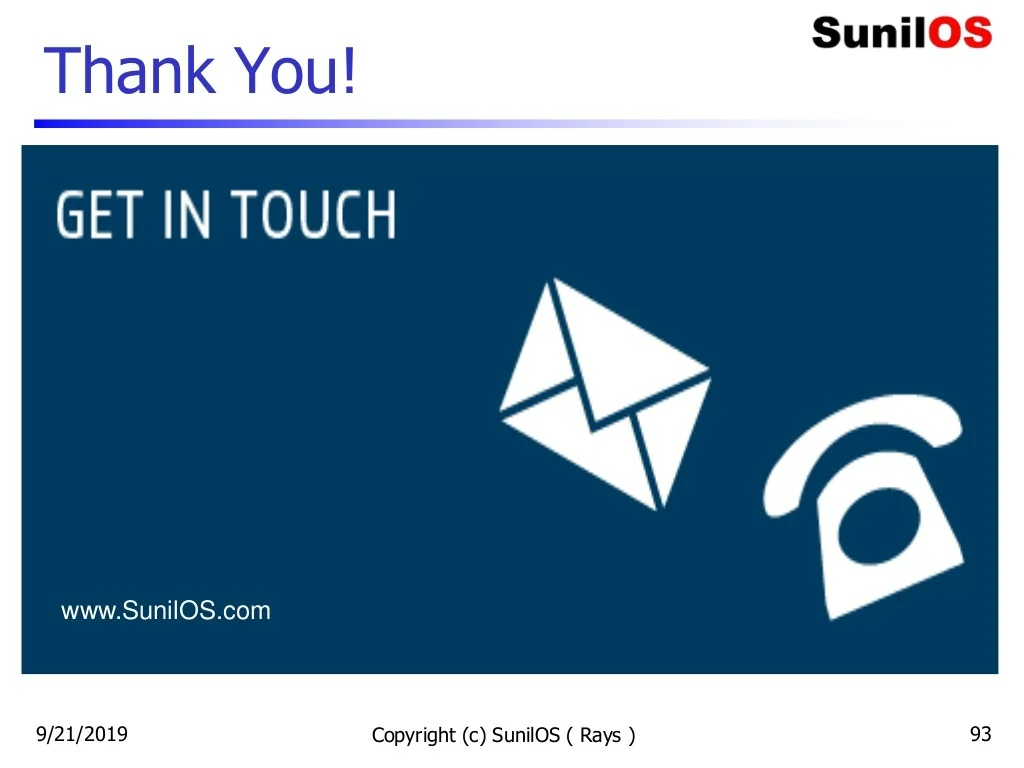 SunilOS
Thank You!
GET IN TOUCH
www.SunilOS.com
9/21/2019
Copyright (c) SunilOS ( Rays )
93